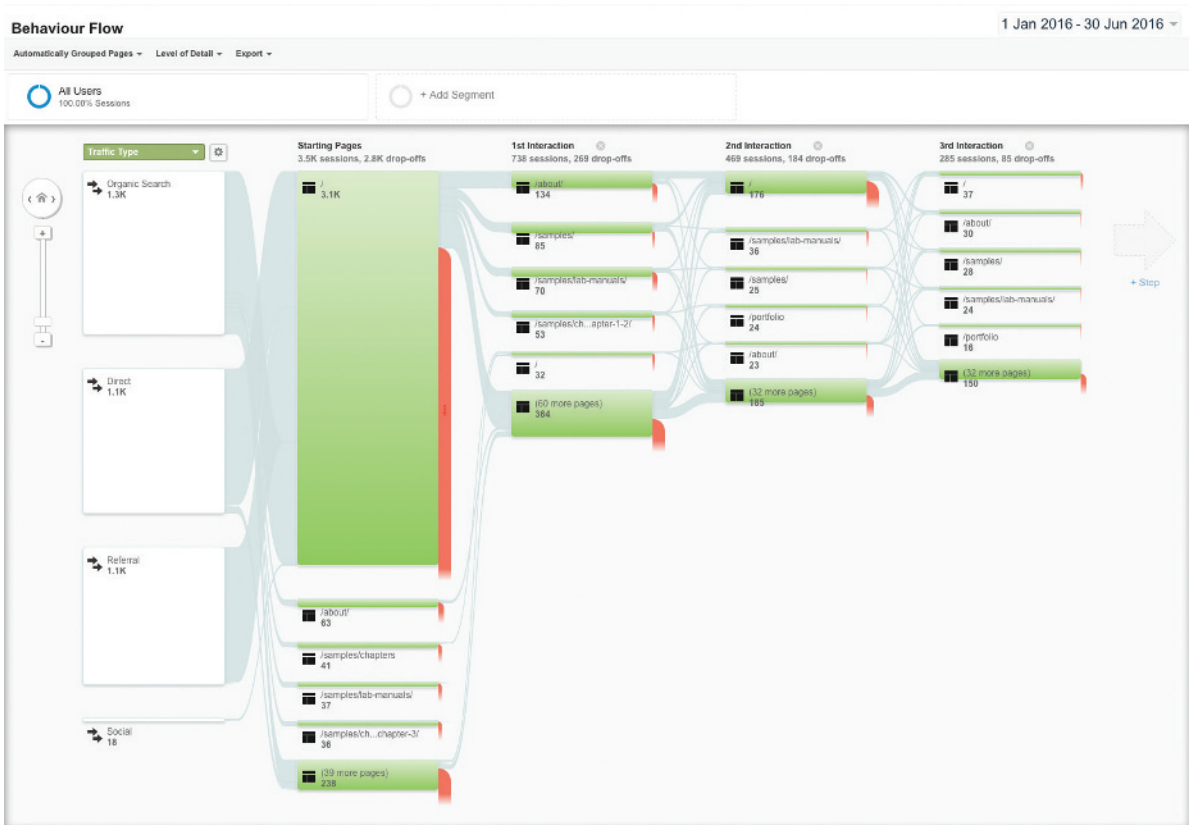 Behaviour Flow
1 Jan 2016 - 30 Jun 2016
Automatically Grouped Pages
Level of Detail
Export
All Users
100.00% Sessions
+ Add Segment
Traffic Type
Organic Search
1.3K
Direct
1.1K
Referral
1.1K
Social
18
Starting Pages
3.5K sessions, 2.8K drop-offs
/
3.1K
/about/
63
/samples/chapters
41
/samples/lab-manuals/
37
/samples/ch...chapter-3/
36
(39 more pages)
238
1st Interaction
738 sessions, 269 drop-offs
/about/
134
/samples/
85
/samples/lab-manuals/
70
/samples/ch...apter-1-2/
53
/
32
(60 more pages)
364
2nd Interaction
469 sessions, 184 drop-offs
/
176
/samples/lab-manuals/
36
/samples/
25
/portfolio
24
/about/
23
(32 more pages)
185
3rd Interaction
285 sessions, 85 drop-offs
/
37
/about/
30
/samples/
28
/samples/lab-manuals/
24
/portfolio
16
(32 more pages)
150
+ Step
+
-